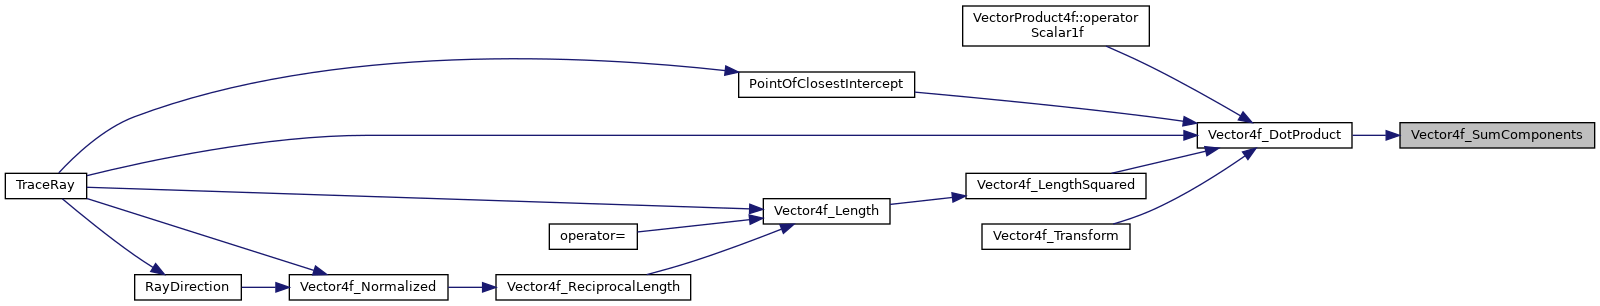 VectorProduct4f::operator
Scalar1f
PointOfClosestIntercept
Vector4f_DotProduct
Vector4f_SumComponents
TraceRay
Vector4f_LengthSquared
Vector4f_Length
operator=
Vector4f_Transform
RayDirection
Vector4f_Normalized
Vector4f_ReciprocalLength